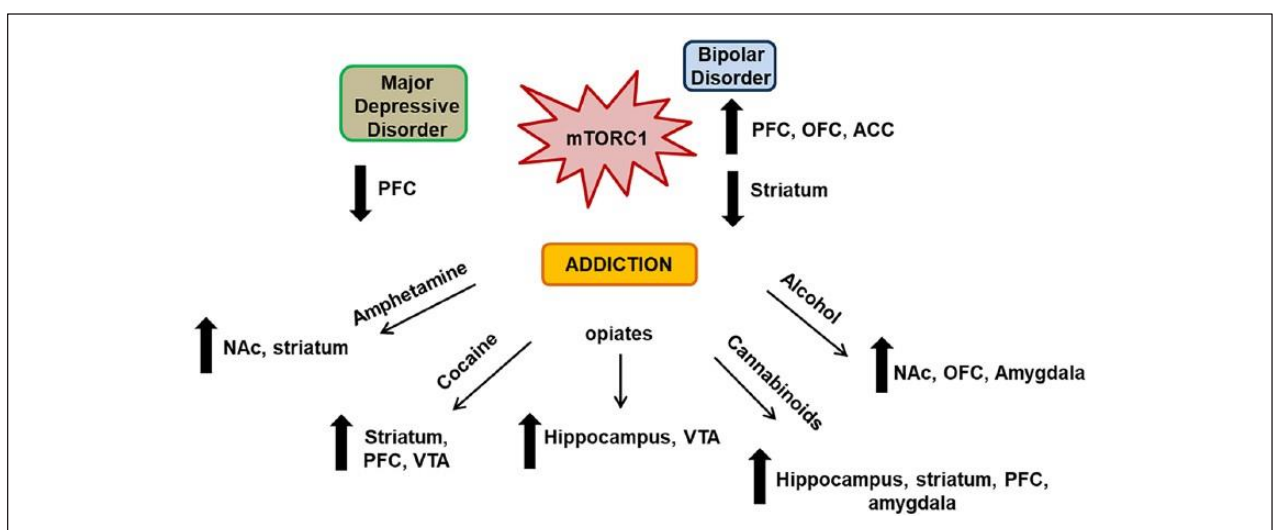 Major
Depressive
Disorder
PFC
mTORC1
Bipolar
Disorder
PFC, OFC, ACC
Striatum
ADDICTION
Amphetamine
NAc, striatum
Cocaine
Striatum,
PFC, VTA
opiates
Hippocampus, VTA
Cannabinoids
Hippocampus, striatum, PFC,
amygdala
Alcohol
NAc, OFC, Amygdala